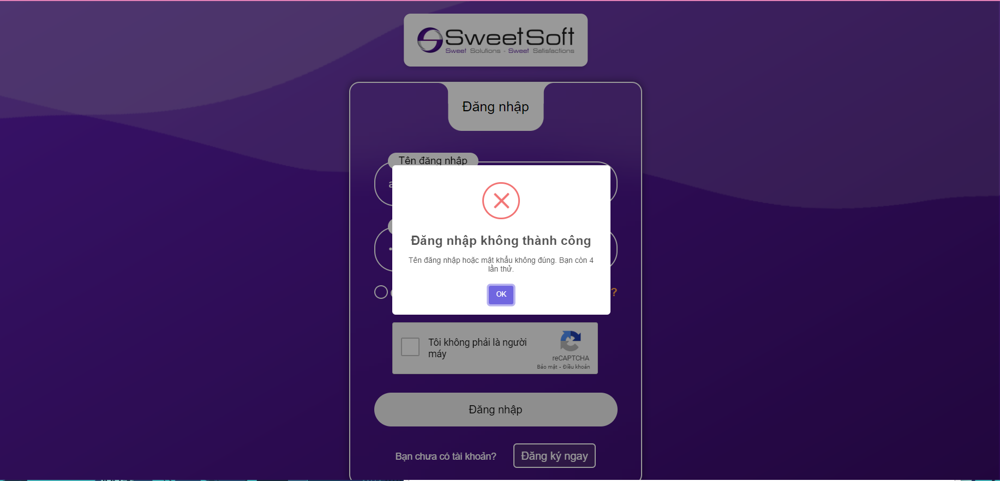 SweetSoft
Sweet Solutions - Sweet Satisfactions
Đăng nhập
Tên đăng nhập
Đăng nhập không thành công
Tên đăng nhập hoặc mật khẩu không đúng. Bạn còn 4
lần thử.
?
OK
Tôi không phải là người
máy
reCAPTCHA
Bảo mật - Điều khoản
Đăng nhập
Bạn chưa có tài khoản?
Đăng ký ngay